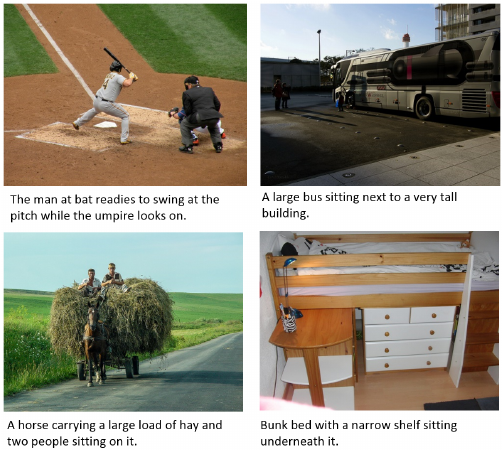 The man at bat readies to swing at the
pitch while the umpire looks on.
A large bus sitting next to a very tall
building.
A horse carrying a large load of hay and
two people sitting on it.
Bunk bed with a narrow shelf sitting
underneath it.